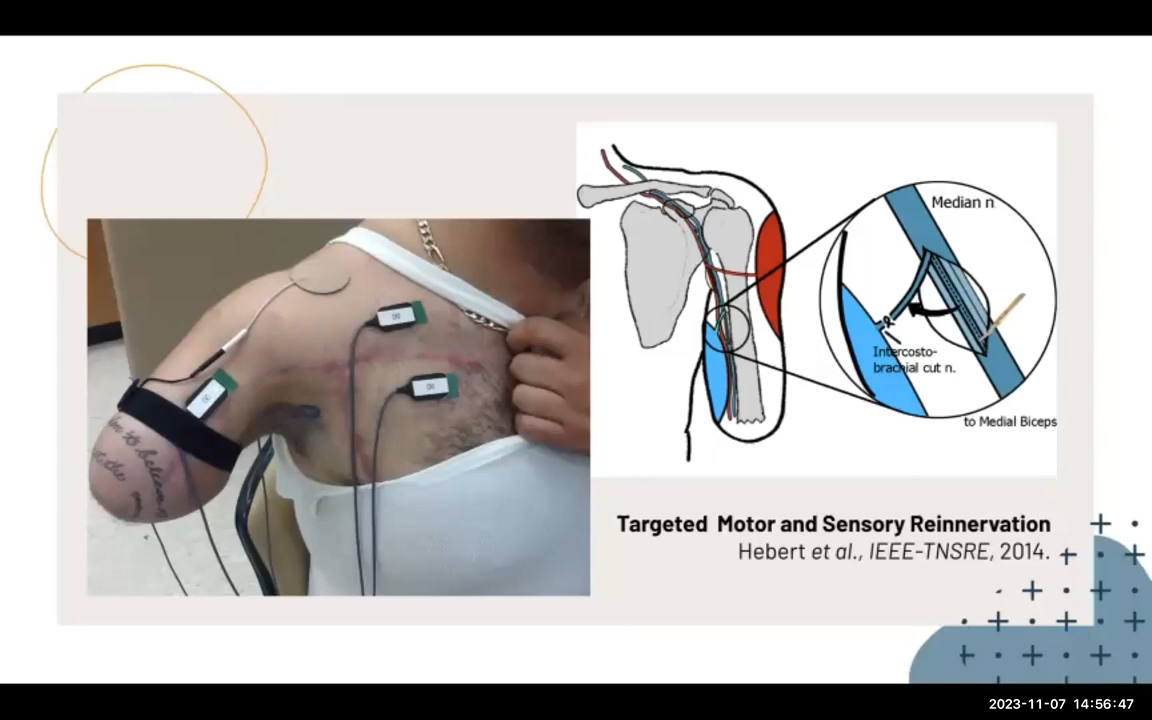 Median n
Intercosto-
brachial cut n.
to Medial Biceps
Targeted Motor and Sensory Reinnervation
Hebert et al., IEEE-TNSRE, 2014.
2023-11-07 14:56:47